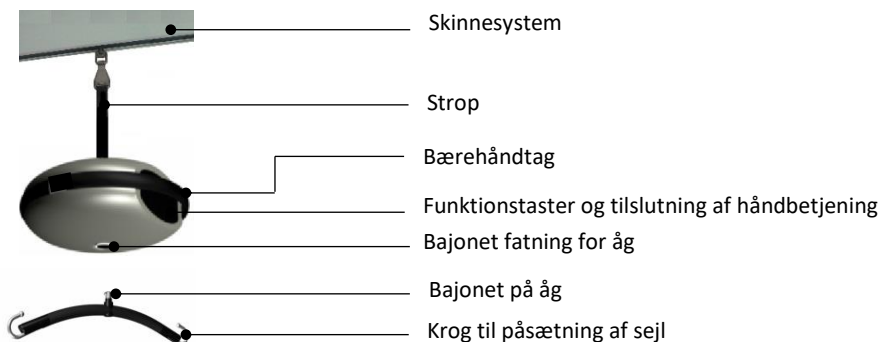 Skinnesystem
Strop
Bærehåndtag
Funktionstaster og tilslutning af håndbetjening
Bajonet fatning for åg
Bajonet på åg
Krog til påsætning af sejl